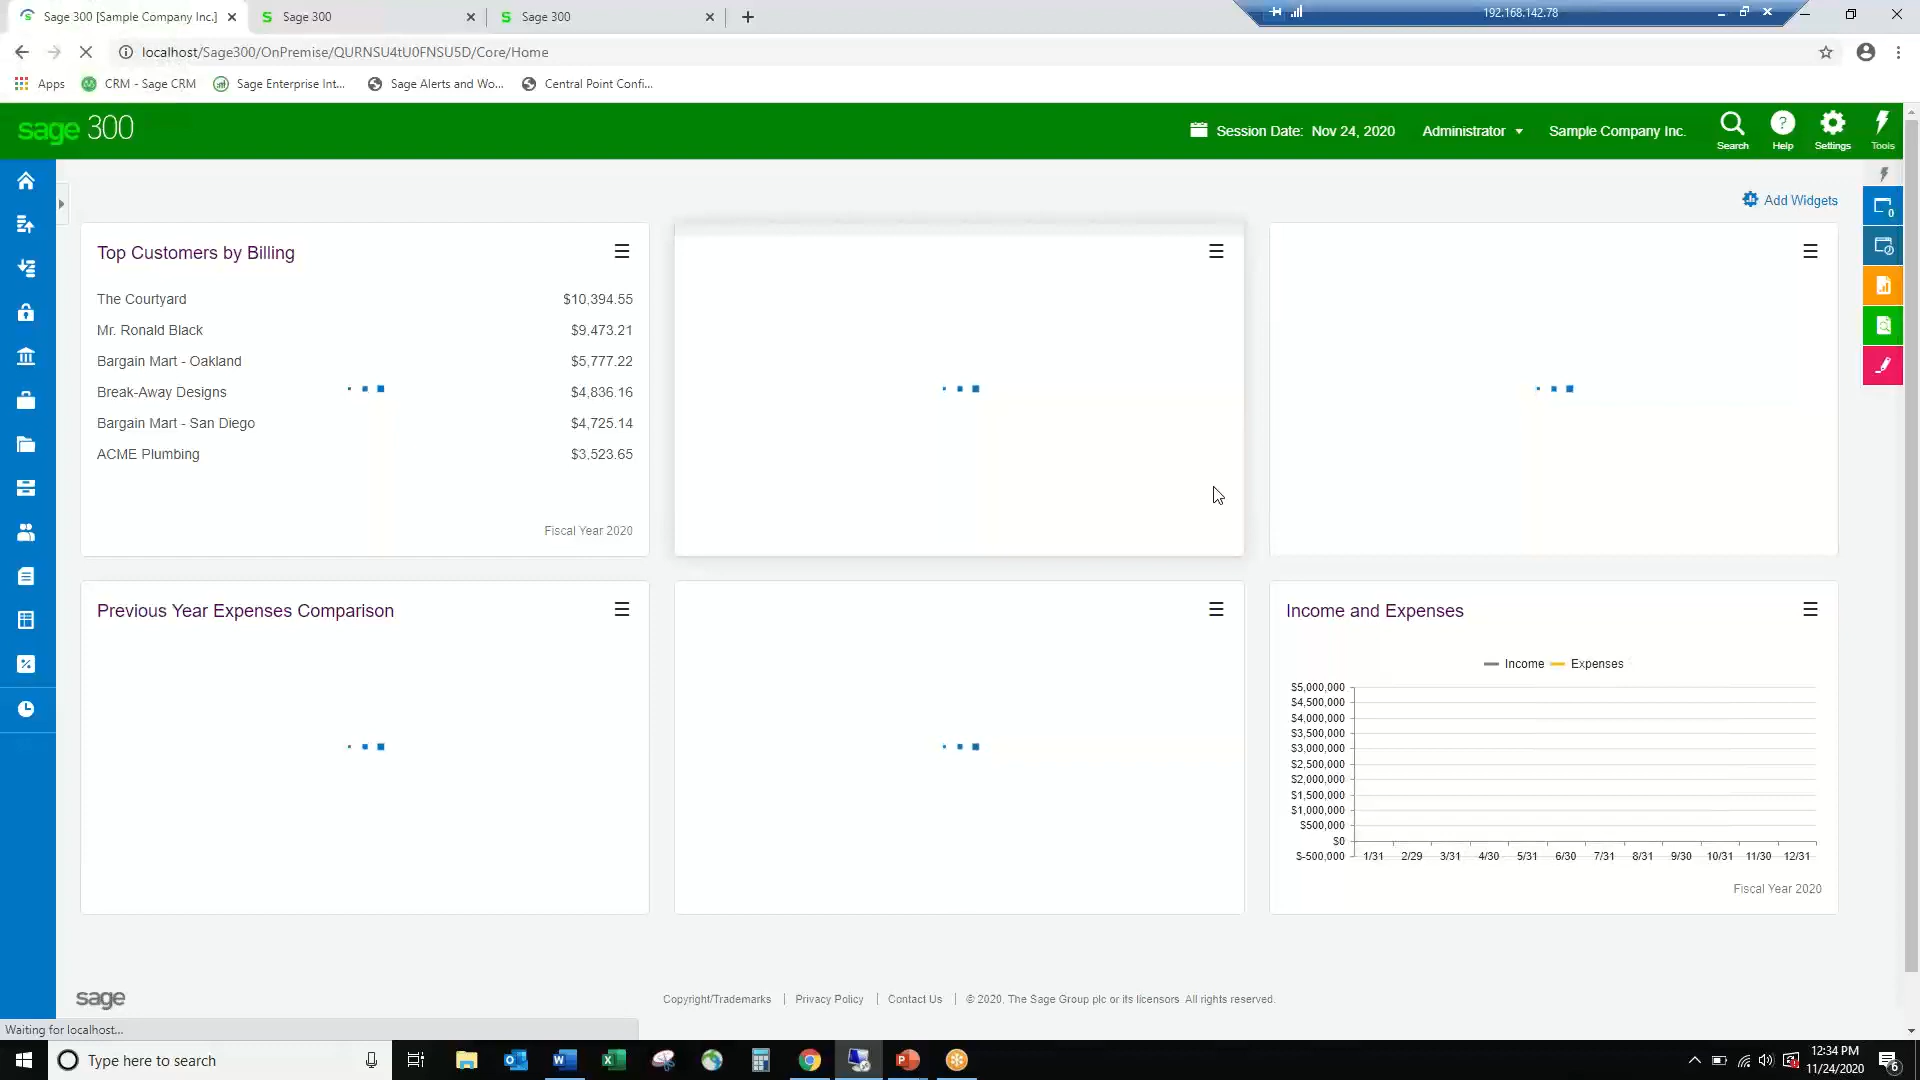 Sage 300 [Sample Company Inc.]
Sage 300
Sage 300
192.168.142.78
localhost/Sage300/OnPremise/QURNSU4tU0FNSU5D/Core/Home
Apps
CRM - Sage CRM
Sage Enterprise Int...
Sage Alerts and Wo...
Central Point Confi...
sage 300
Session Date: Nov 24, 2020
Administrator
Sample Company Inc.
Search
Help
Settings
Tools
Add Widgets
0
Top Customers by Billing
The Courtyard $10,394.55
Mr. Ronald Black $9,473.21
Bargain Mart - Oakland $5,777.22
Break-Away Designs $4,836.16
Bargain Mart - San Diego $4,725.14
ACME Plumbing $3,523.65
Fiscal Year 2020
Previous Year Expenses Comparison
Income and Expenses
Income Expenses
$5,000,000
$4,500,000
$4,000,000
$3,500,000
$3,000,000
$2,500,000
$2,000,000
$1,500,000
$1,000,000
$500,000
$0
$-500,000
1/31 2/29 3/31 4/30 5/31 6/30 7/31 8/31 9/30 10/31 11/30 12/31
Fiscal Year 2020
sage
Copyright/Trademarks | Privacy Policy | Contact Us | © 2020, The Sage Group plc or its licensors All rights reserved.
Waiting for localhost...
Type here to search
12:34 PM
11/24/2020
6